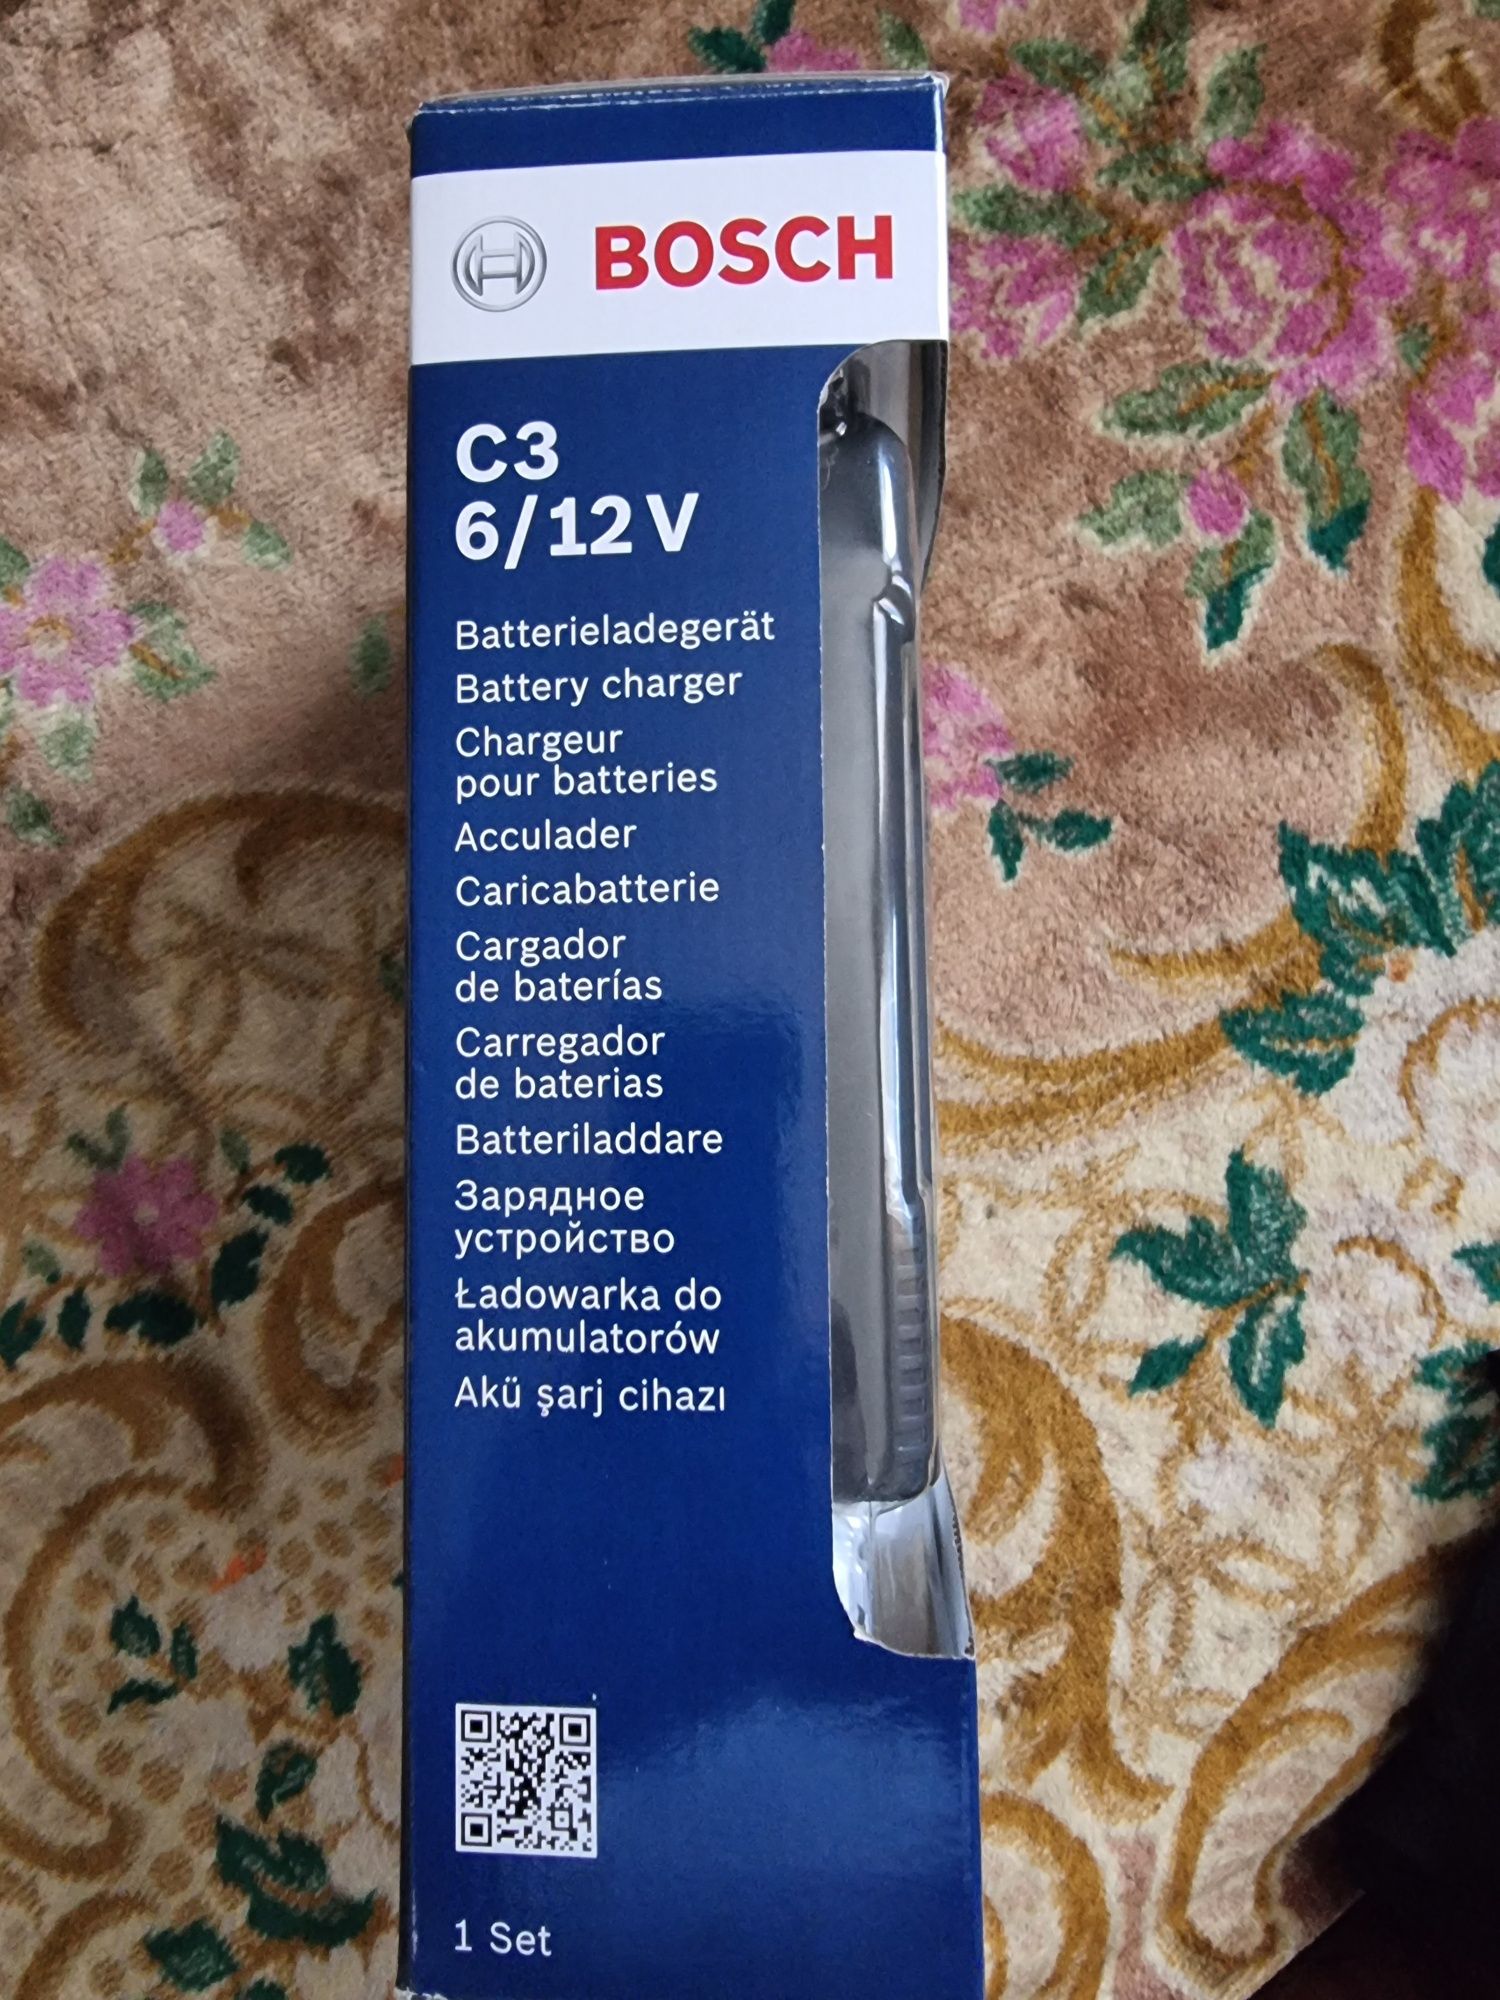 BOSCH
C3
6/12 V
Batterieladegerät
Battery charger
Chargeur
pour batteries
Acculader
Caricabatterie
Cargador
de baterías
Carregador
de baterias
Batteriladdare
Зарядное
устройство
Ładowarka do
akumulatorów
Akü şarj cihazı
1 Set